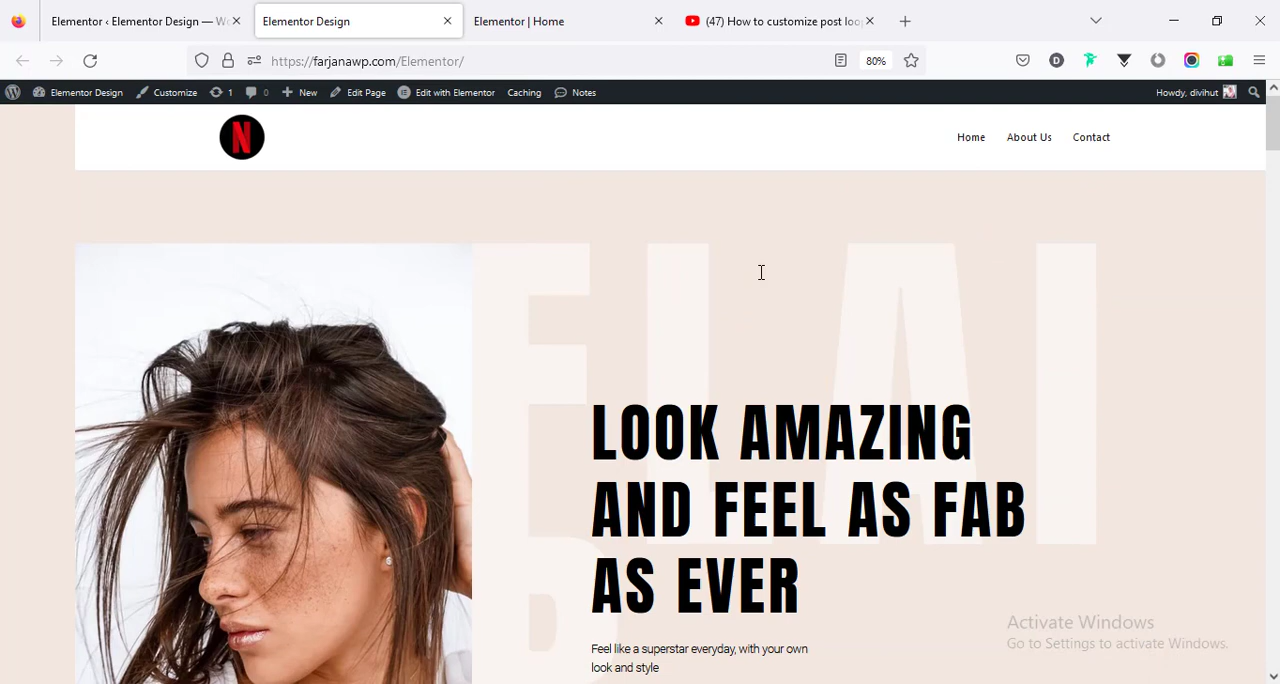 Elementor ‹ Elementor Design — Wo
Elementor Design
Elementor | Home
(47) How to customize post loo
https://farjanawp.com/Elementor/
80%
D
Elementor Design
Customize
1
0
New
Edit Page
Edit with Elementor
Caching
Notes
Howdy, divihut
N
Home
About Us
Contact
ELAI
LOOK AMAZING
AND FEEL AS FAB
AS EVER
Feel like a superstar everyday, with your own
look and style
Activate Windows
Go to Settings to activate Windows.